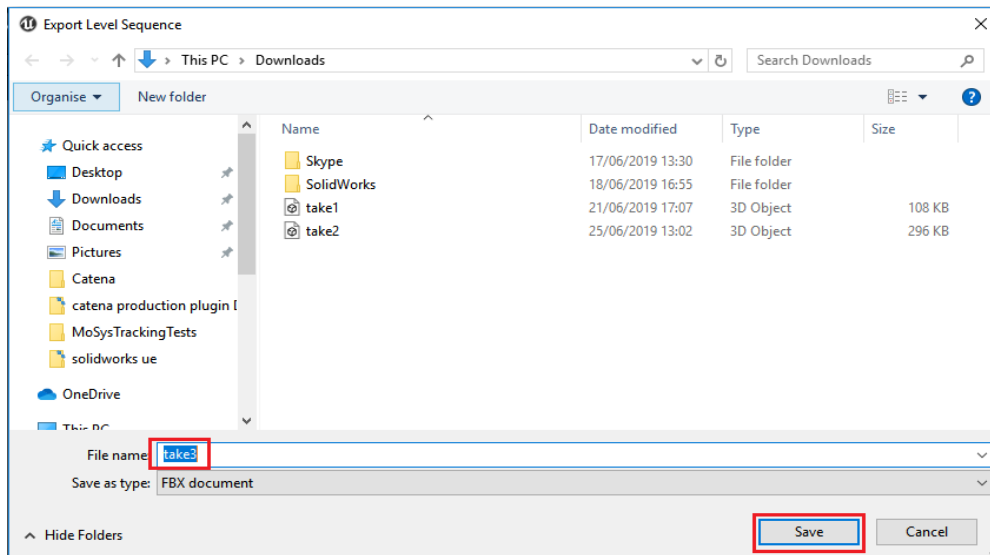 Export Level Sequence
This PC > Downloads
Search Downloads
Organise New folder
Name Date modified Type Size
Quick access
Desktop
Downloads
Documents
Pictures
Catena
catena production plugin
MoSysTrackingTests
solidworks ue
OneDrive
This PC
Skype 17/06/2019 13:30 File folder
SolidWorks 18/06/2019 16:55 File folder
take1 21/06/2019 17:07 3D Object 108 KB
take2 25/06/2019 13:02 3D Object 296 KB
File name: take3
Save as type: FBX document
Hide Folders
Save Cancel